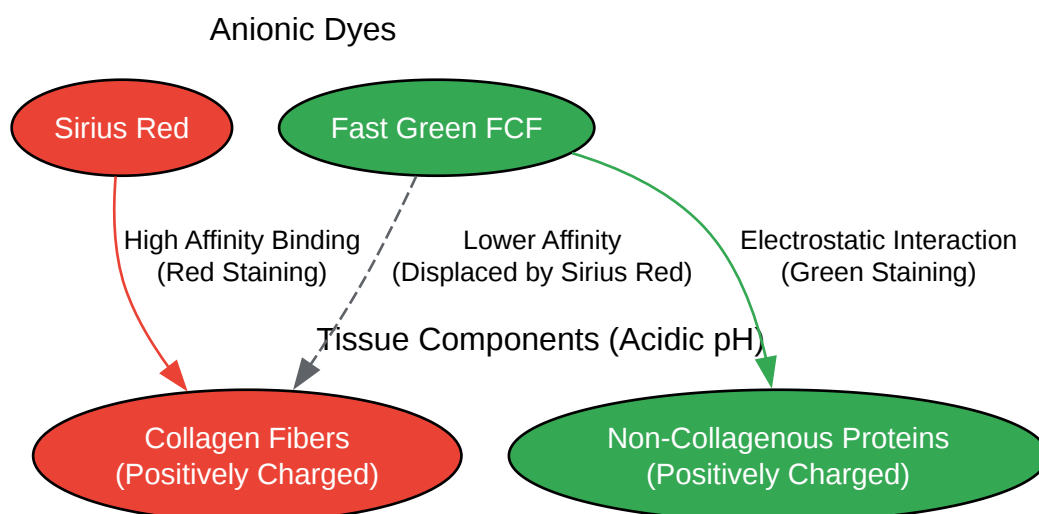 Anionic Dyes
Sirius Red
Fast Green FCF
High Affinity Binding
(Red Staining)
Lower Affinity
(Displaced by Sirius Red)
Electrostatic Interaction
(Green Staining)
Tissue Components (Acidic pH)
Collagen Fibers
(Positively Charged)
Non-Collagenous Proteins
(Positively Charged)